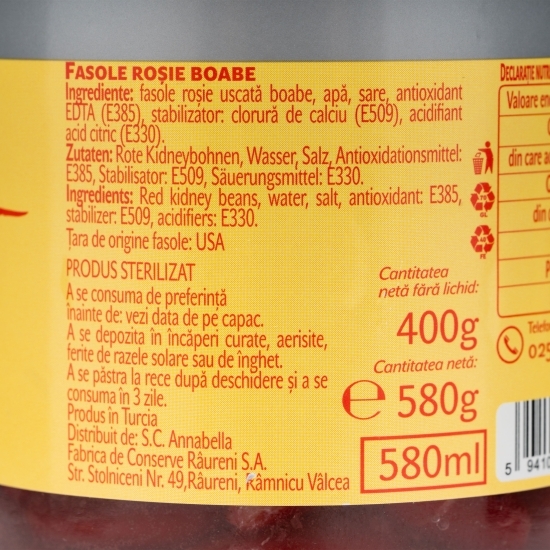 FASOLE ROȘIE BOABE
Ingrediente: fasole roșie uscată boabe, apă, sare, antioxidant
EDTA (E385), stabilizator: clorură de calciu (E509), acidifiant
acid citric (E330).
Zutaten: Rote Kidneybohnen, Wasser, Salz, Antioxidationsmittel:
E385, Stabilisator: E509, Säuerungsmittel: E330.
Ingredients: Red kidney beans, water, salt, antioxidant: E385,
stabilizer: E509, acidifiers: E330.
Țara de origine fasole: USA
PRODUS STERILIZAT
A se consuma de preferință
înainte de: vezi data de pe capac.
A se depozita în încăperi curate, aerisite,
ferite de razele solare sau de îngheț.
A se păstra la rece după deschidere și a se
consuma în 3 zile.
Produs în Turcia
Distribuit de: S.C. Annabella
Fabrica de Conserve Râureni S.A.
Str. Stolniceni Nr. 49, Râureni, Râmnicu Vâlcea
Cantitatea
netă fără lichid:
400g
Cantitatea netă:
e 580g
580ml
70
GL
40
FE
DECLARAȚIE
Valoare
din care
din
025
5 9410